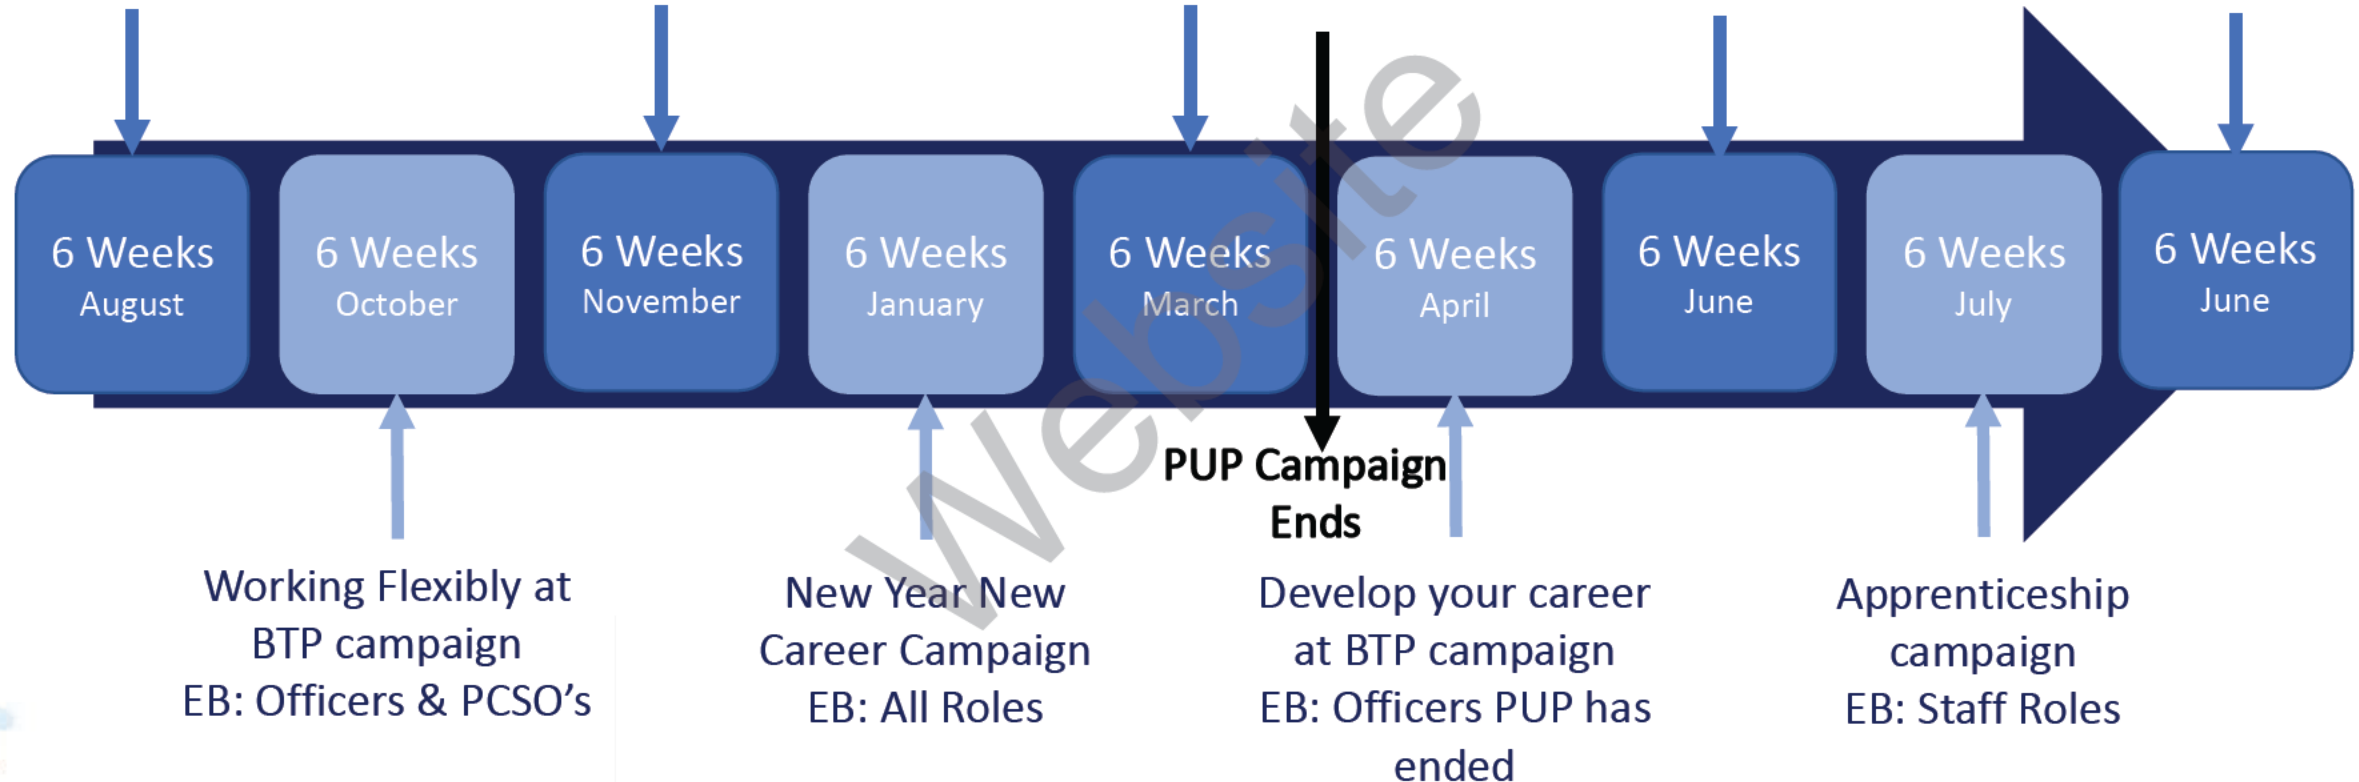 6 Weeks
August
6 Weeks
October
6 Weeks
November
6 Weeks
January
6 Weeks
March
6 Weeks
April
6 Weeks
June
6 Weeks
July
6 Weeks
June
PUP Campaign
Ends
Working Flexibly at
BTP campaign
EB: Officers & PCSO’s
New Year New
Career Campaign
EB: All Roles
Develop your career
at BTP campaign
EB: Officers PUP has
ended
Apprenticeship
campaign
EB: Staff Roles
Website